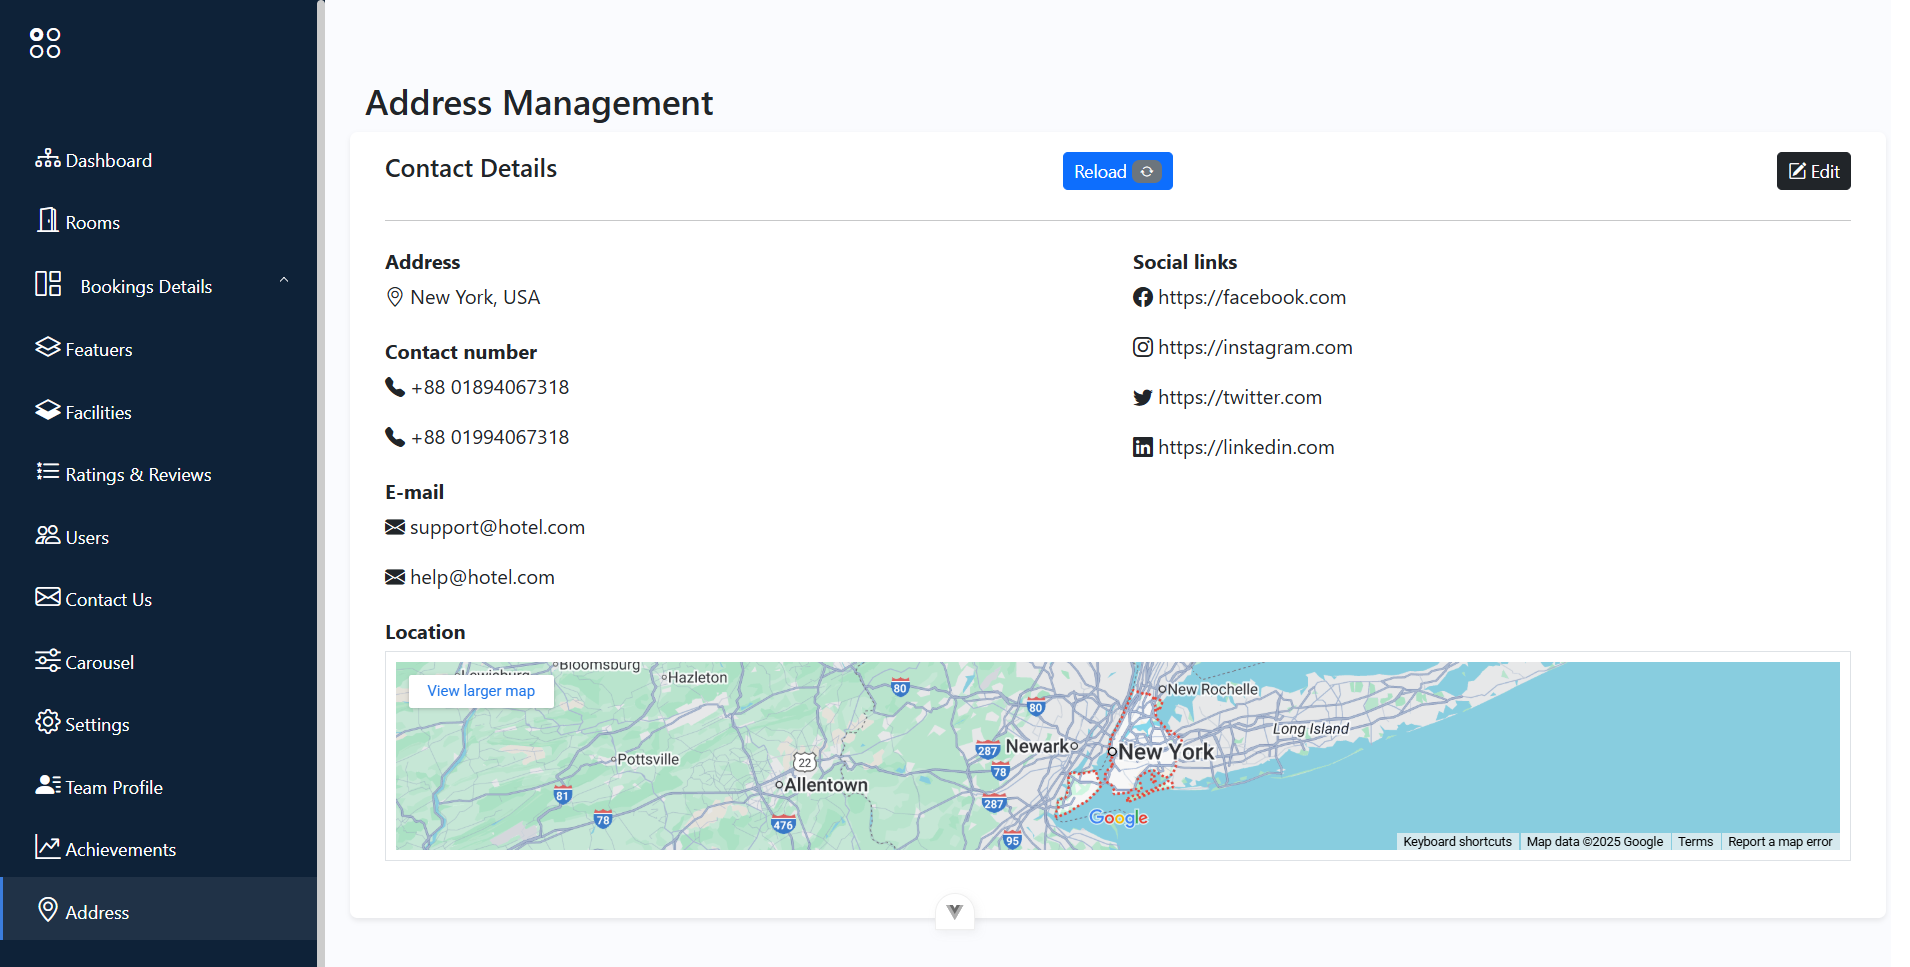 Dashboard
Rooms
Bookings Details
Featuers
Facilities
Ratings & Reviews
Users
Contact Us
Carousel
Settings
Team Profile
Achievements
Address
Address Management
Contact Details
Reload
Edit
Address
New York, USA
Contact number
+88 01894067318
+88 01994067318
E-mail
support@hotel.com
help@hotel.com
Social links
https://facebook.com
https://instagram.com
https://twitter.com
https://linkedin.com
Location
Bloomsburg
Lewisburg
Hazleton
View larger map
80
80
New Rochelle
Long Island
287
Newark
New York
Pottsville
22
78
Allentown
81
287
78
476
95
Google
Keyboard shortcuts
Map data ©2025 Google
Terms
Report a map error